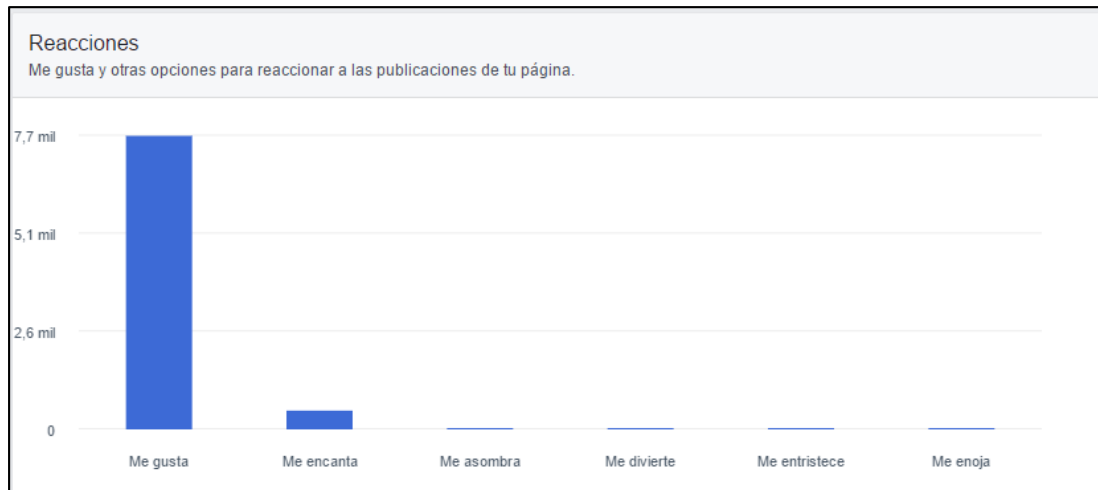 Reacciones
Me gusta y otras opciones para reaccionar a las publicaciones de tu página.
7,7 mil
5,1 mil
2,6 mil
0
Me gusta Me encanta Me asombra Me divierte Me entristece Me enoja